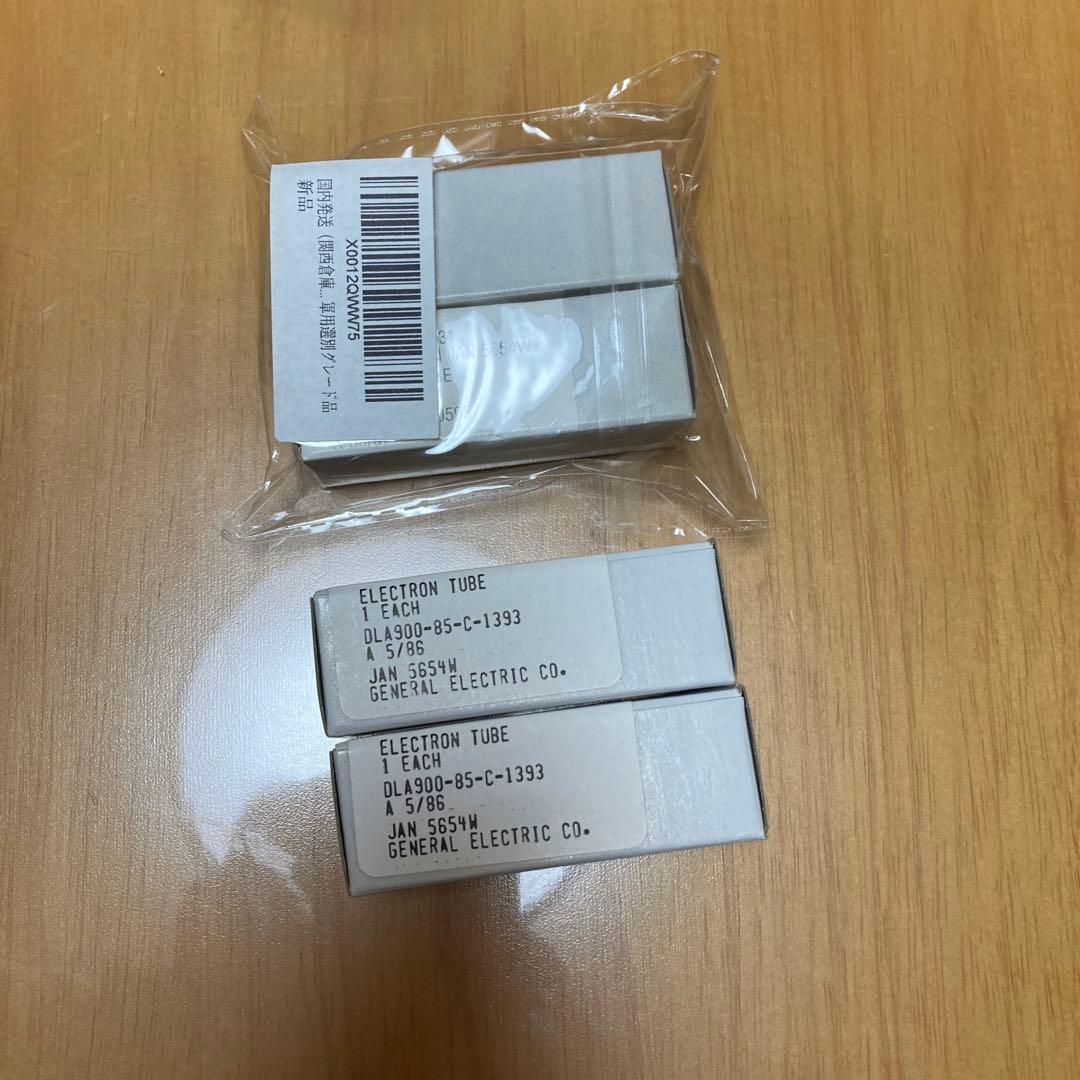 X0012QWW75
国内発送（関西倉庫... 軍用選別グレード品
新品
31
JAN 5654W
E
ELECTRON TUBE
1 EACH
DLA900-85-C-1393
A 5/86
JAN 5654W
GENERAL ELECTRIC CO.
ELECTRON TUBE
1 EACH
DLA900-85-C-1393
A 5/86
JAN 5654W
GENERAL ELECTRIC CO.